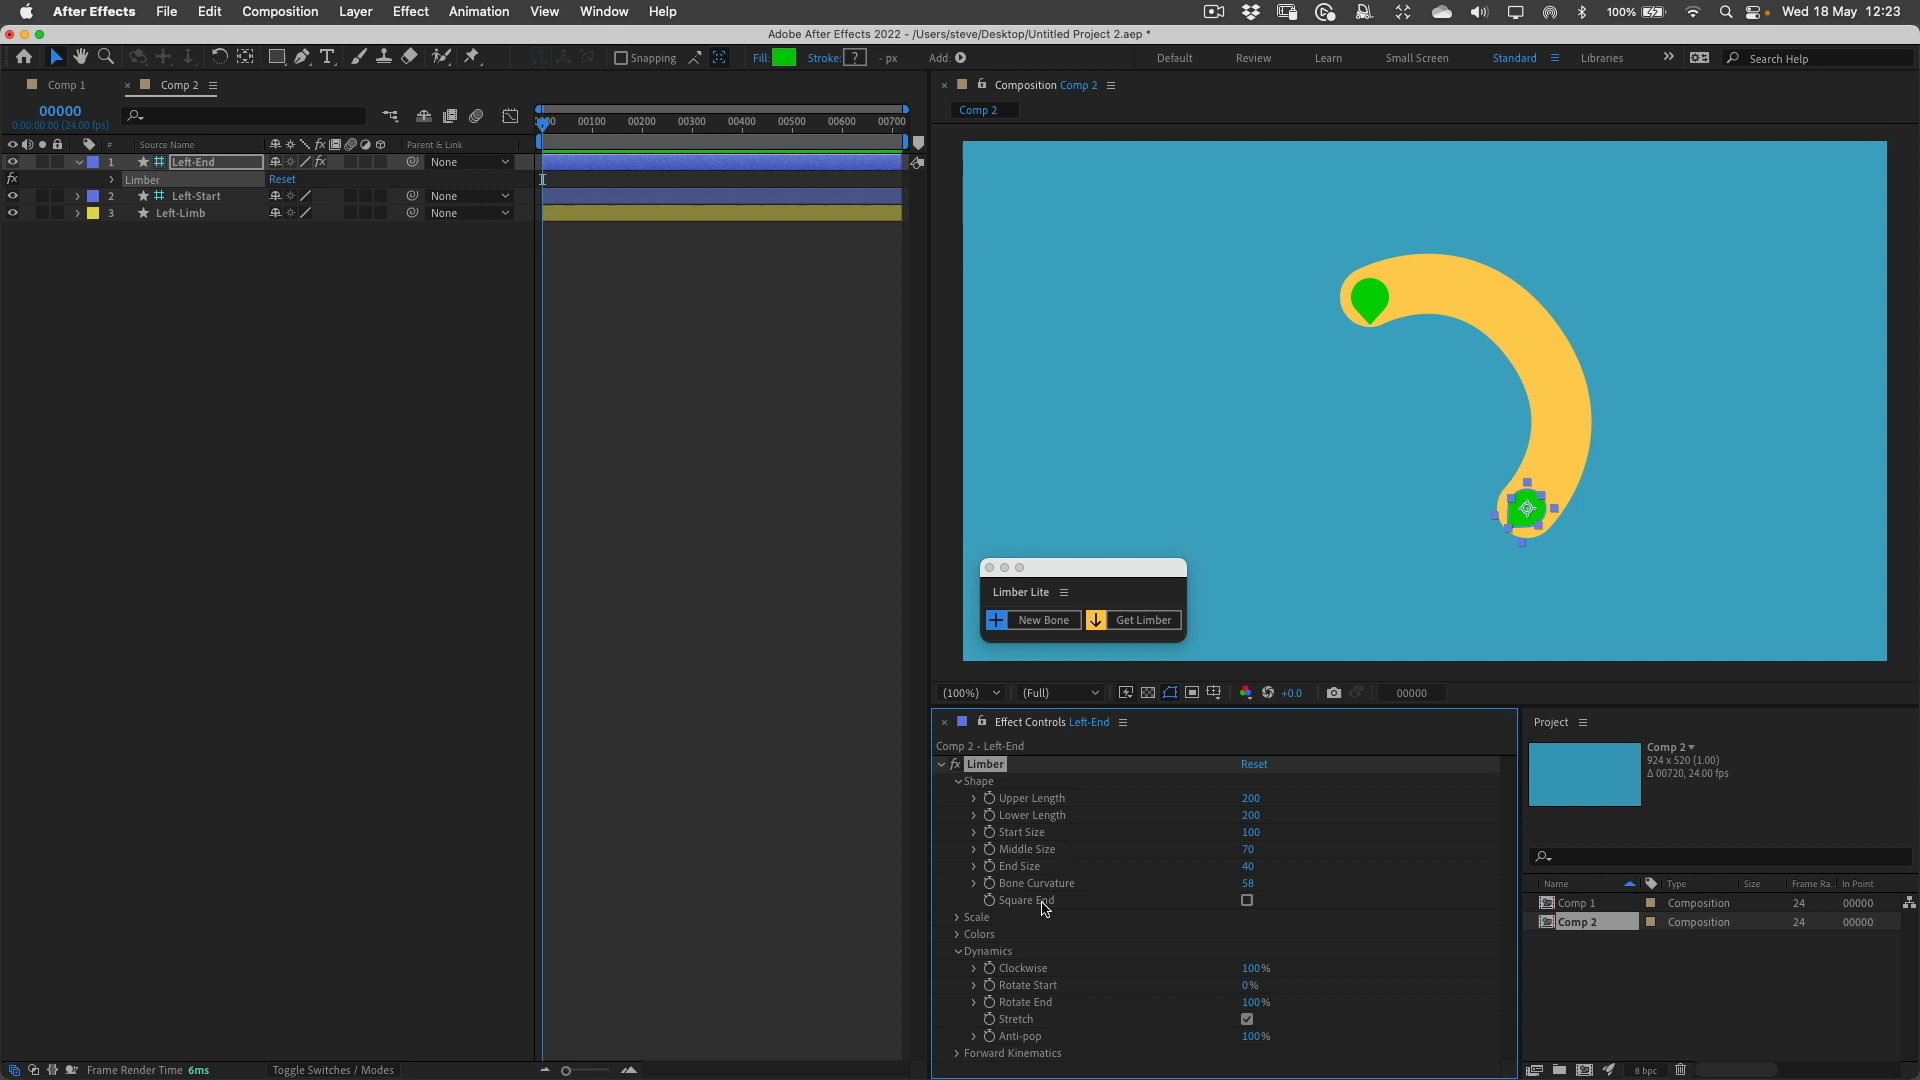 After Effects File Edit Composition Layer Effect Animation View Window Help 100% Wed 18 May 12:23
Adobe After Effects 2022 - /Users/steve/Desktop/Untitled Project 2.aep *
Snapping Fill: Stroke: ? - px Add: Default Review Learn Small Screen Standard Libraries Search Help
Comp 1 × Comp 2
× Composition Comp 2
Comp 2
00000
0:00:00:00 (24.00 fps)
00100 00200 00300 00400 00500 00600 00700
# Source Name fx Parent & Link
1 Left-End fx None
fx Limber Reset
2 Left-Start None
3 Left-Limb None
Limber Lite
New Bone Get Limber
(100%) (Full) +0.0 00000
× Effect Controls Left-End
Comp 2 • Left-End
fx Limber Reset
Shape
Upper Length 200
Lower Length 200
Start Size 100
Middle Size 70
End Size 40
Bone Curvature 58
Square End
Scale
Colors
Dynamics
Clockwise 100%
Rotate Start 0%
Rotate End 100%
Stretch
Anti-pop 100%
Forward Kinematics
Project
Comp 2
924 x 520 (1.00)
Δ 00720, 24.00 fps
Name Type Size Frame Ra.. In Point
Comp 1 Composition 24 00000
Comp 2 Composition 24 00000
Frame Render Time 6ms Toggle Switches / Modes
8 bpc